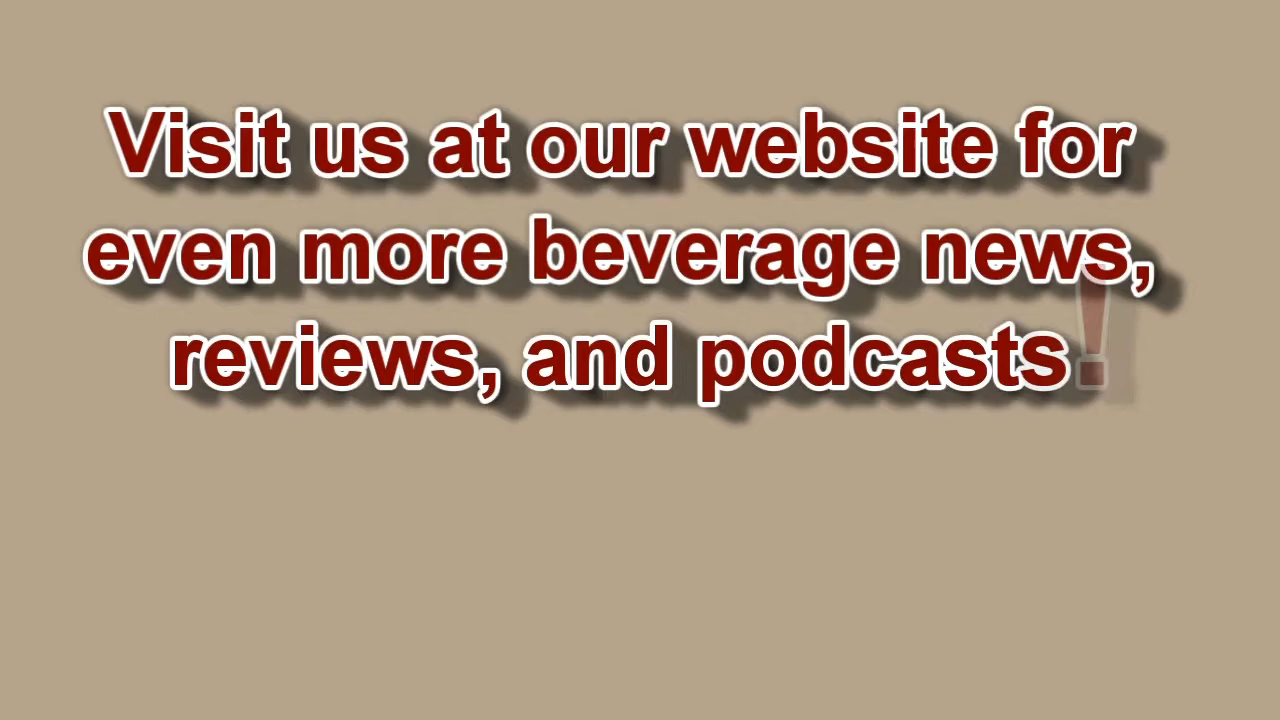 Visit us at our website for
even more beverage news,
reviews, and podcasts!